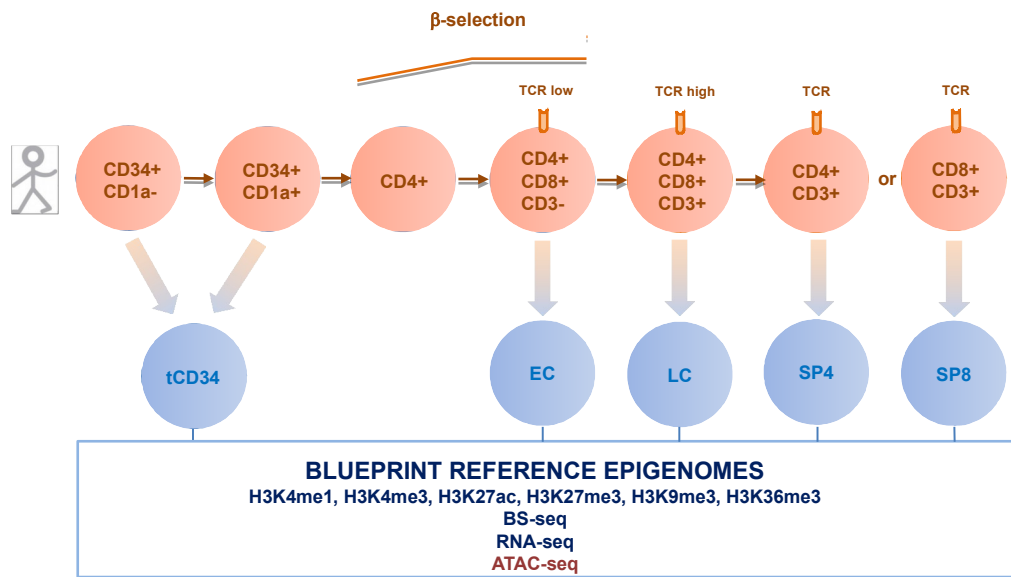 β-selection
TCR low
TCR high
TCR
TCR
CD34+
CD1a-
CD34+
CD1a+
CD4+
CD4+
CD8+
CD3-
CD4+
CD8+
CD3+
CD4+
CD3+
or
CD8+
CD3+
tCD34
EC
LC
SP4
SP8
BLUEPRINT REFERENCE EPIGENOMES
H3K4me1, H3K4me3, H3K27ac, H3K27me3, H3K9me3, H3K36me3
BS-seq
RNA-seq
ATAC-seq